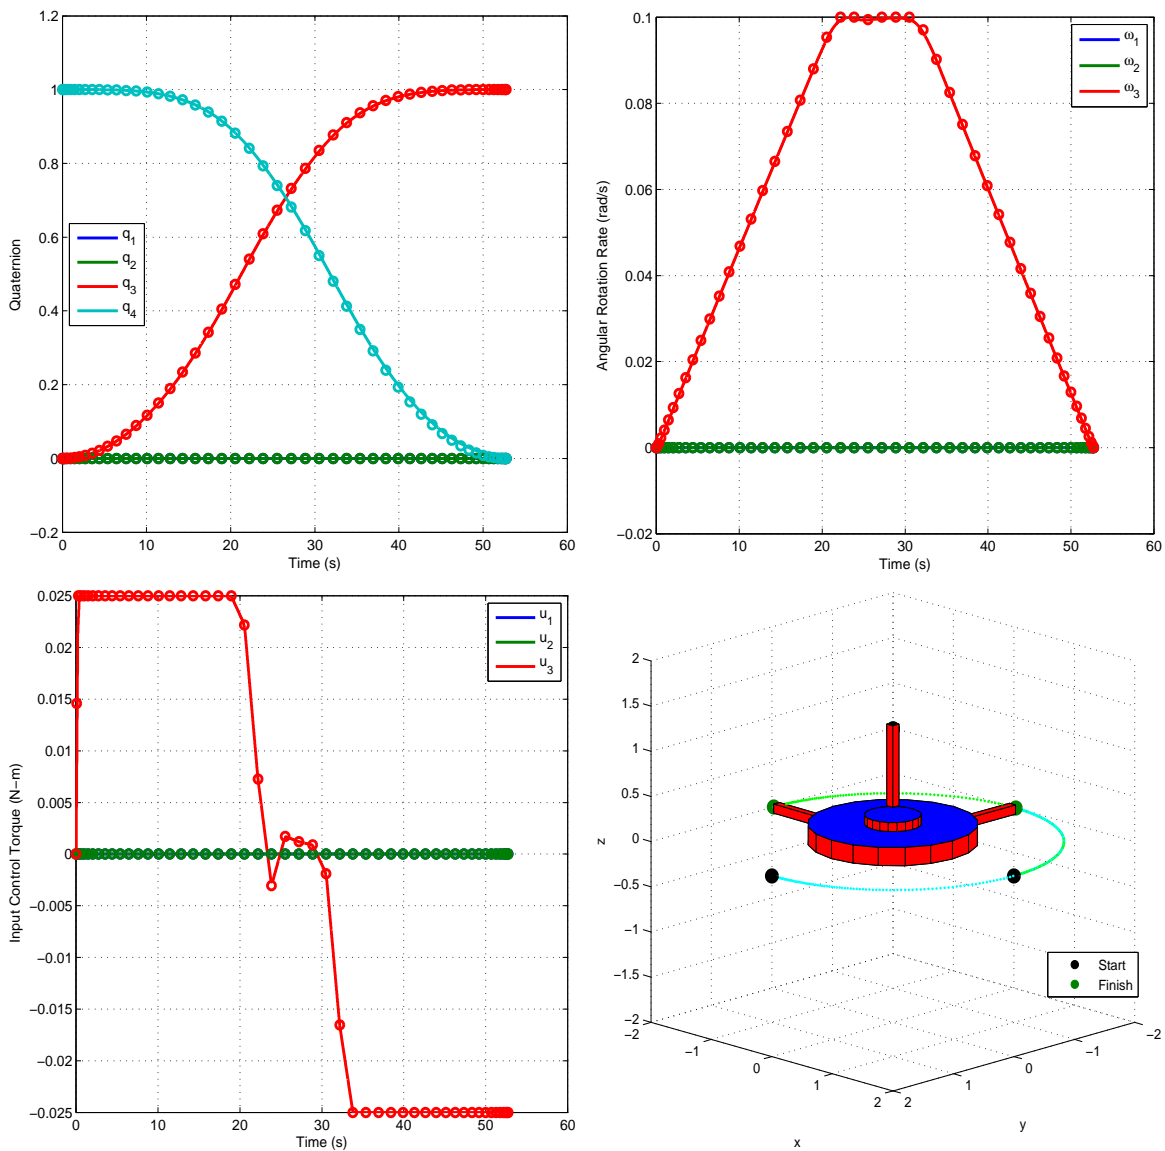 1.2
1
0.8
0.6
0.4
0.2
0
−0.2
Quaternion
q1
q2
q3
q4
0 10 20 30 40 50 60
Time (s)
0.1
0.08
0.06
0.04
0.02
0
−0.02
Angular Rotation Rate (rad/s)
ω1
ω2
ω3
0 10 20 30 40 50 60
Time (s)
0.025
0.02
0.015
0.01
0.005
0
−0.005
−0.01
−0.015
−0.02
−0.025
Input Control Torque (N−m)
u1
u2
u3
0 10 20 30 40 50 60
Time (s)
2
1.5
1
0.5
0
−0.5
−1
−1.5
−2
z
Start
Finish
−2 −1 0 1 2
x
2 1 0 −1 −2
y